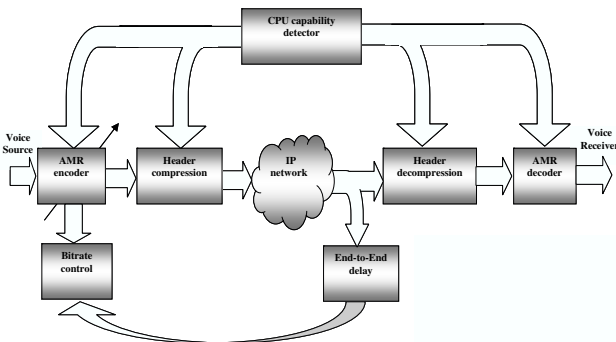 CPU capability
detector
Voice
Source
AMR
encoder
Header
compression
IP
network
Header
decompression
AMR
decoder
Voice
Receiver
Bitrate
control
End-to-End
delay